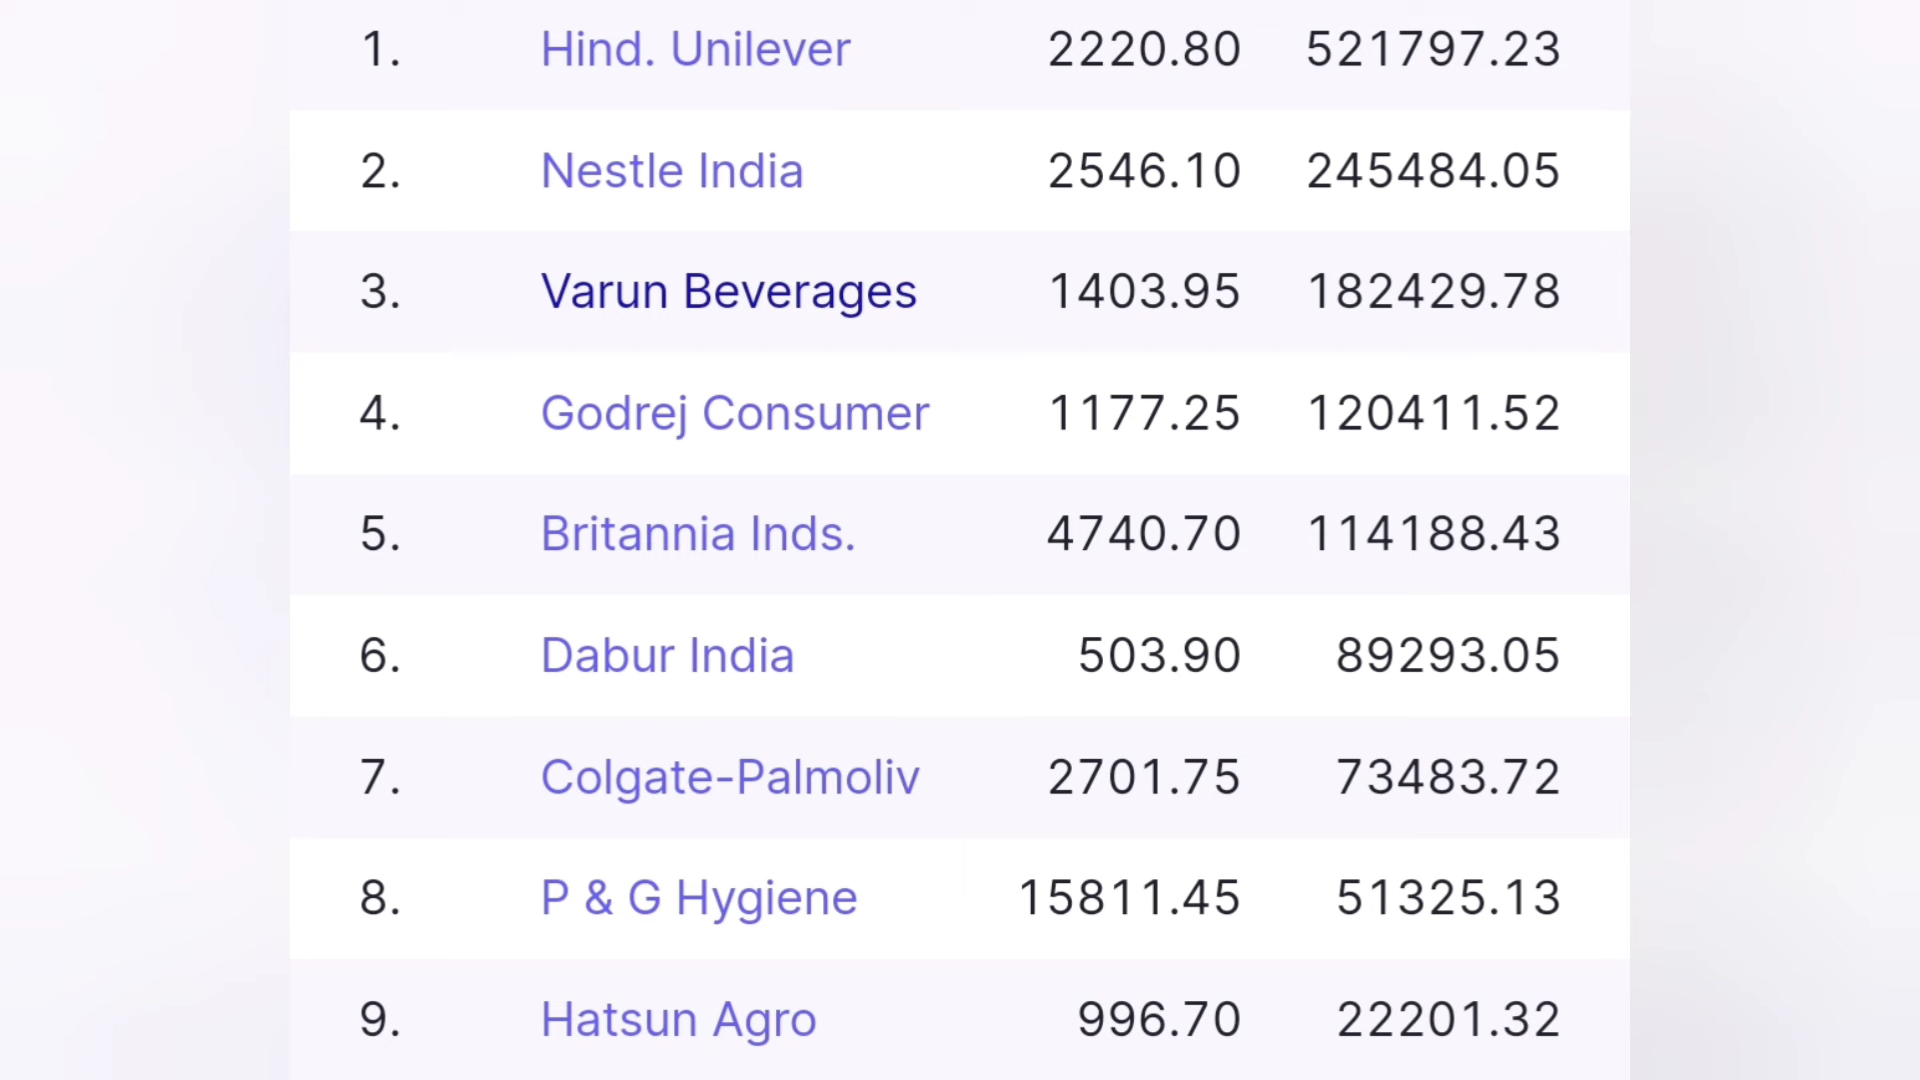 1. Hind. Unilever 2220.80 521797.23
2. Nestle India 2546.10 245484.05
3. Varun Beverages 1403.95 182429.78
4. Godrej Consumer 1177.25 120411.52
5. Britannia Inds. 4740.70 114188.43
6. Dabur India 503.90 89293.05
7. Colgate-Palmoliv 2701.75 73483.72
8. P & G Hygiene 15811.45 51325.13
9. Hatsun Agro 996.70 22201.32